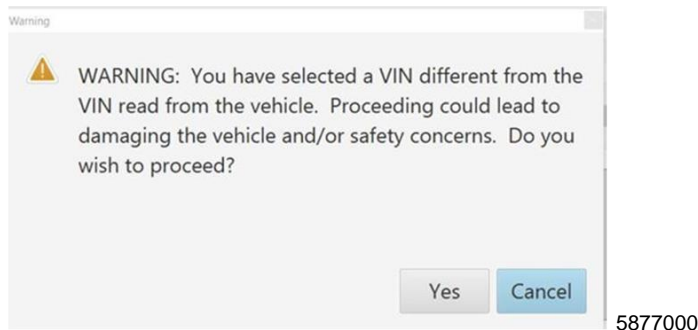 Warning
WARNING: You have selected a VIN different from the
VIN read from the vehicle. Proceeding could lead to
damaging the vehicle and/or safety concerns. Do you
wish to proceed?
Yes
Cancel
5877000